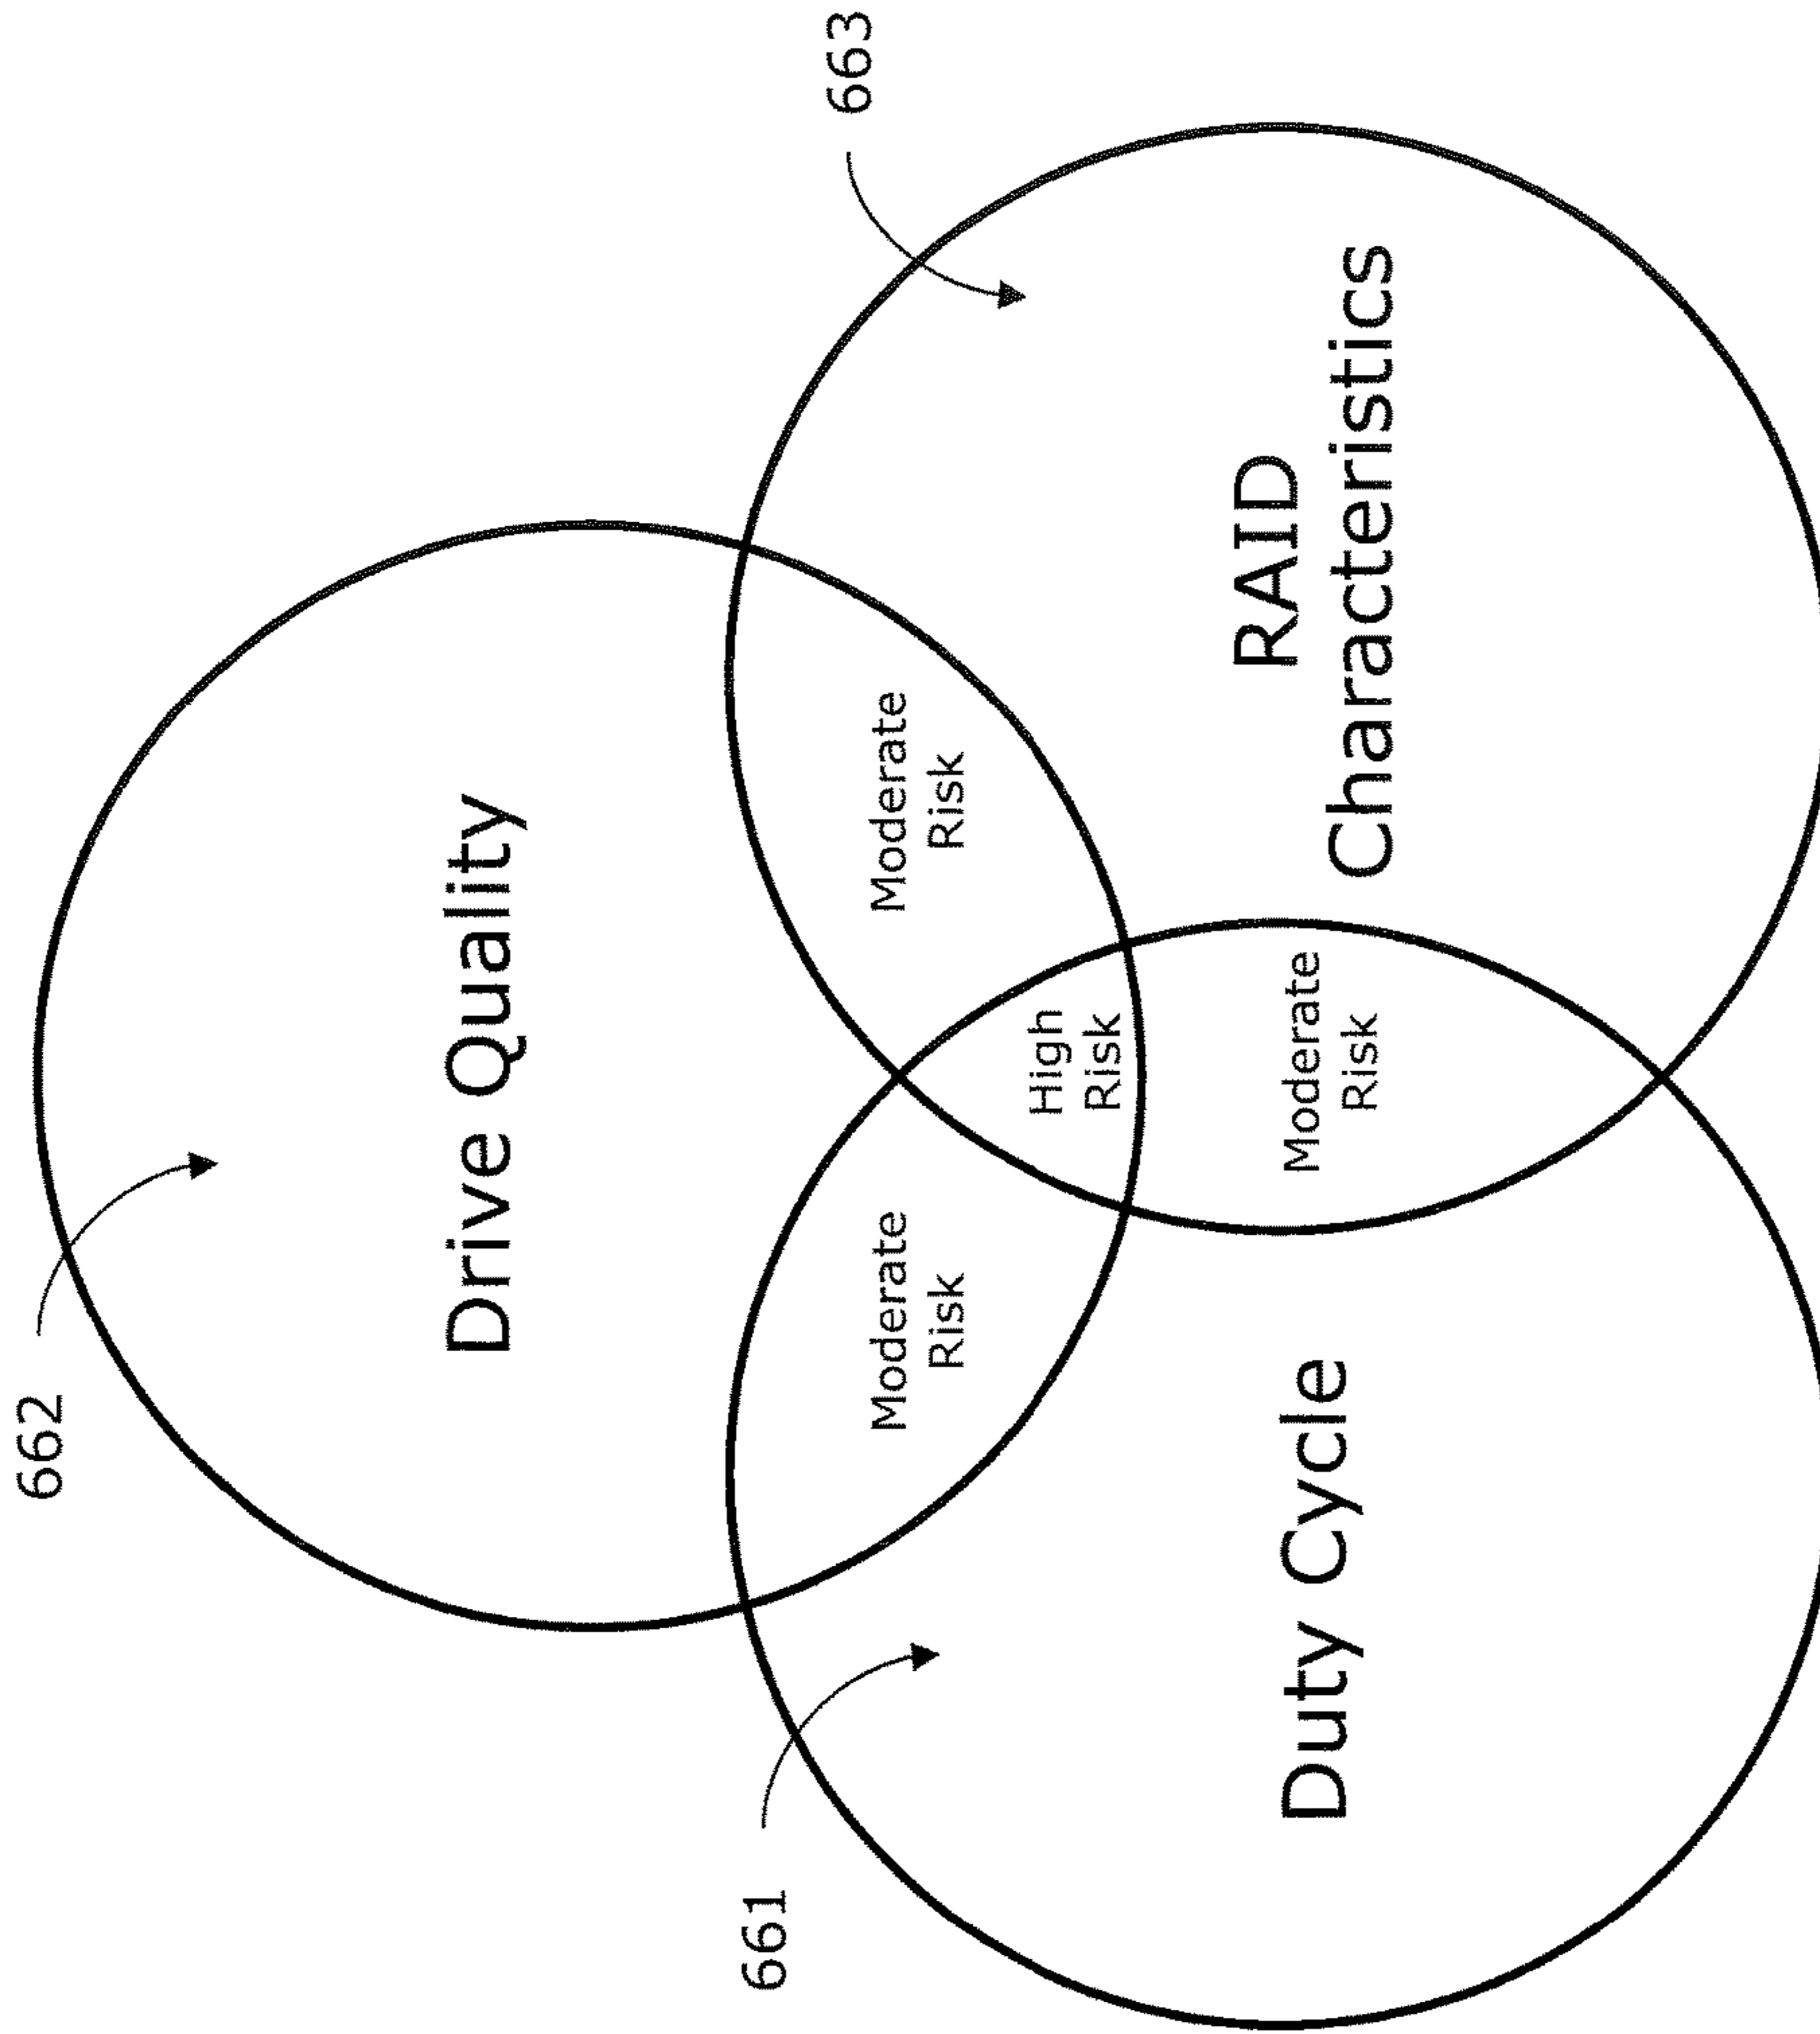 662
Drive Quality
663
661
Moderate
Risk
Moderate
Risk
High
Risk
Duty Cycle
Moderate
Risk
RAID
Characteristics